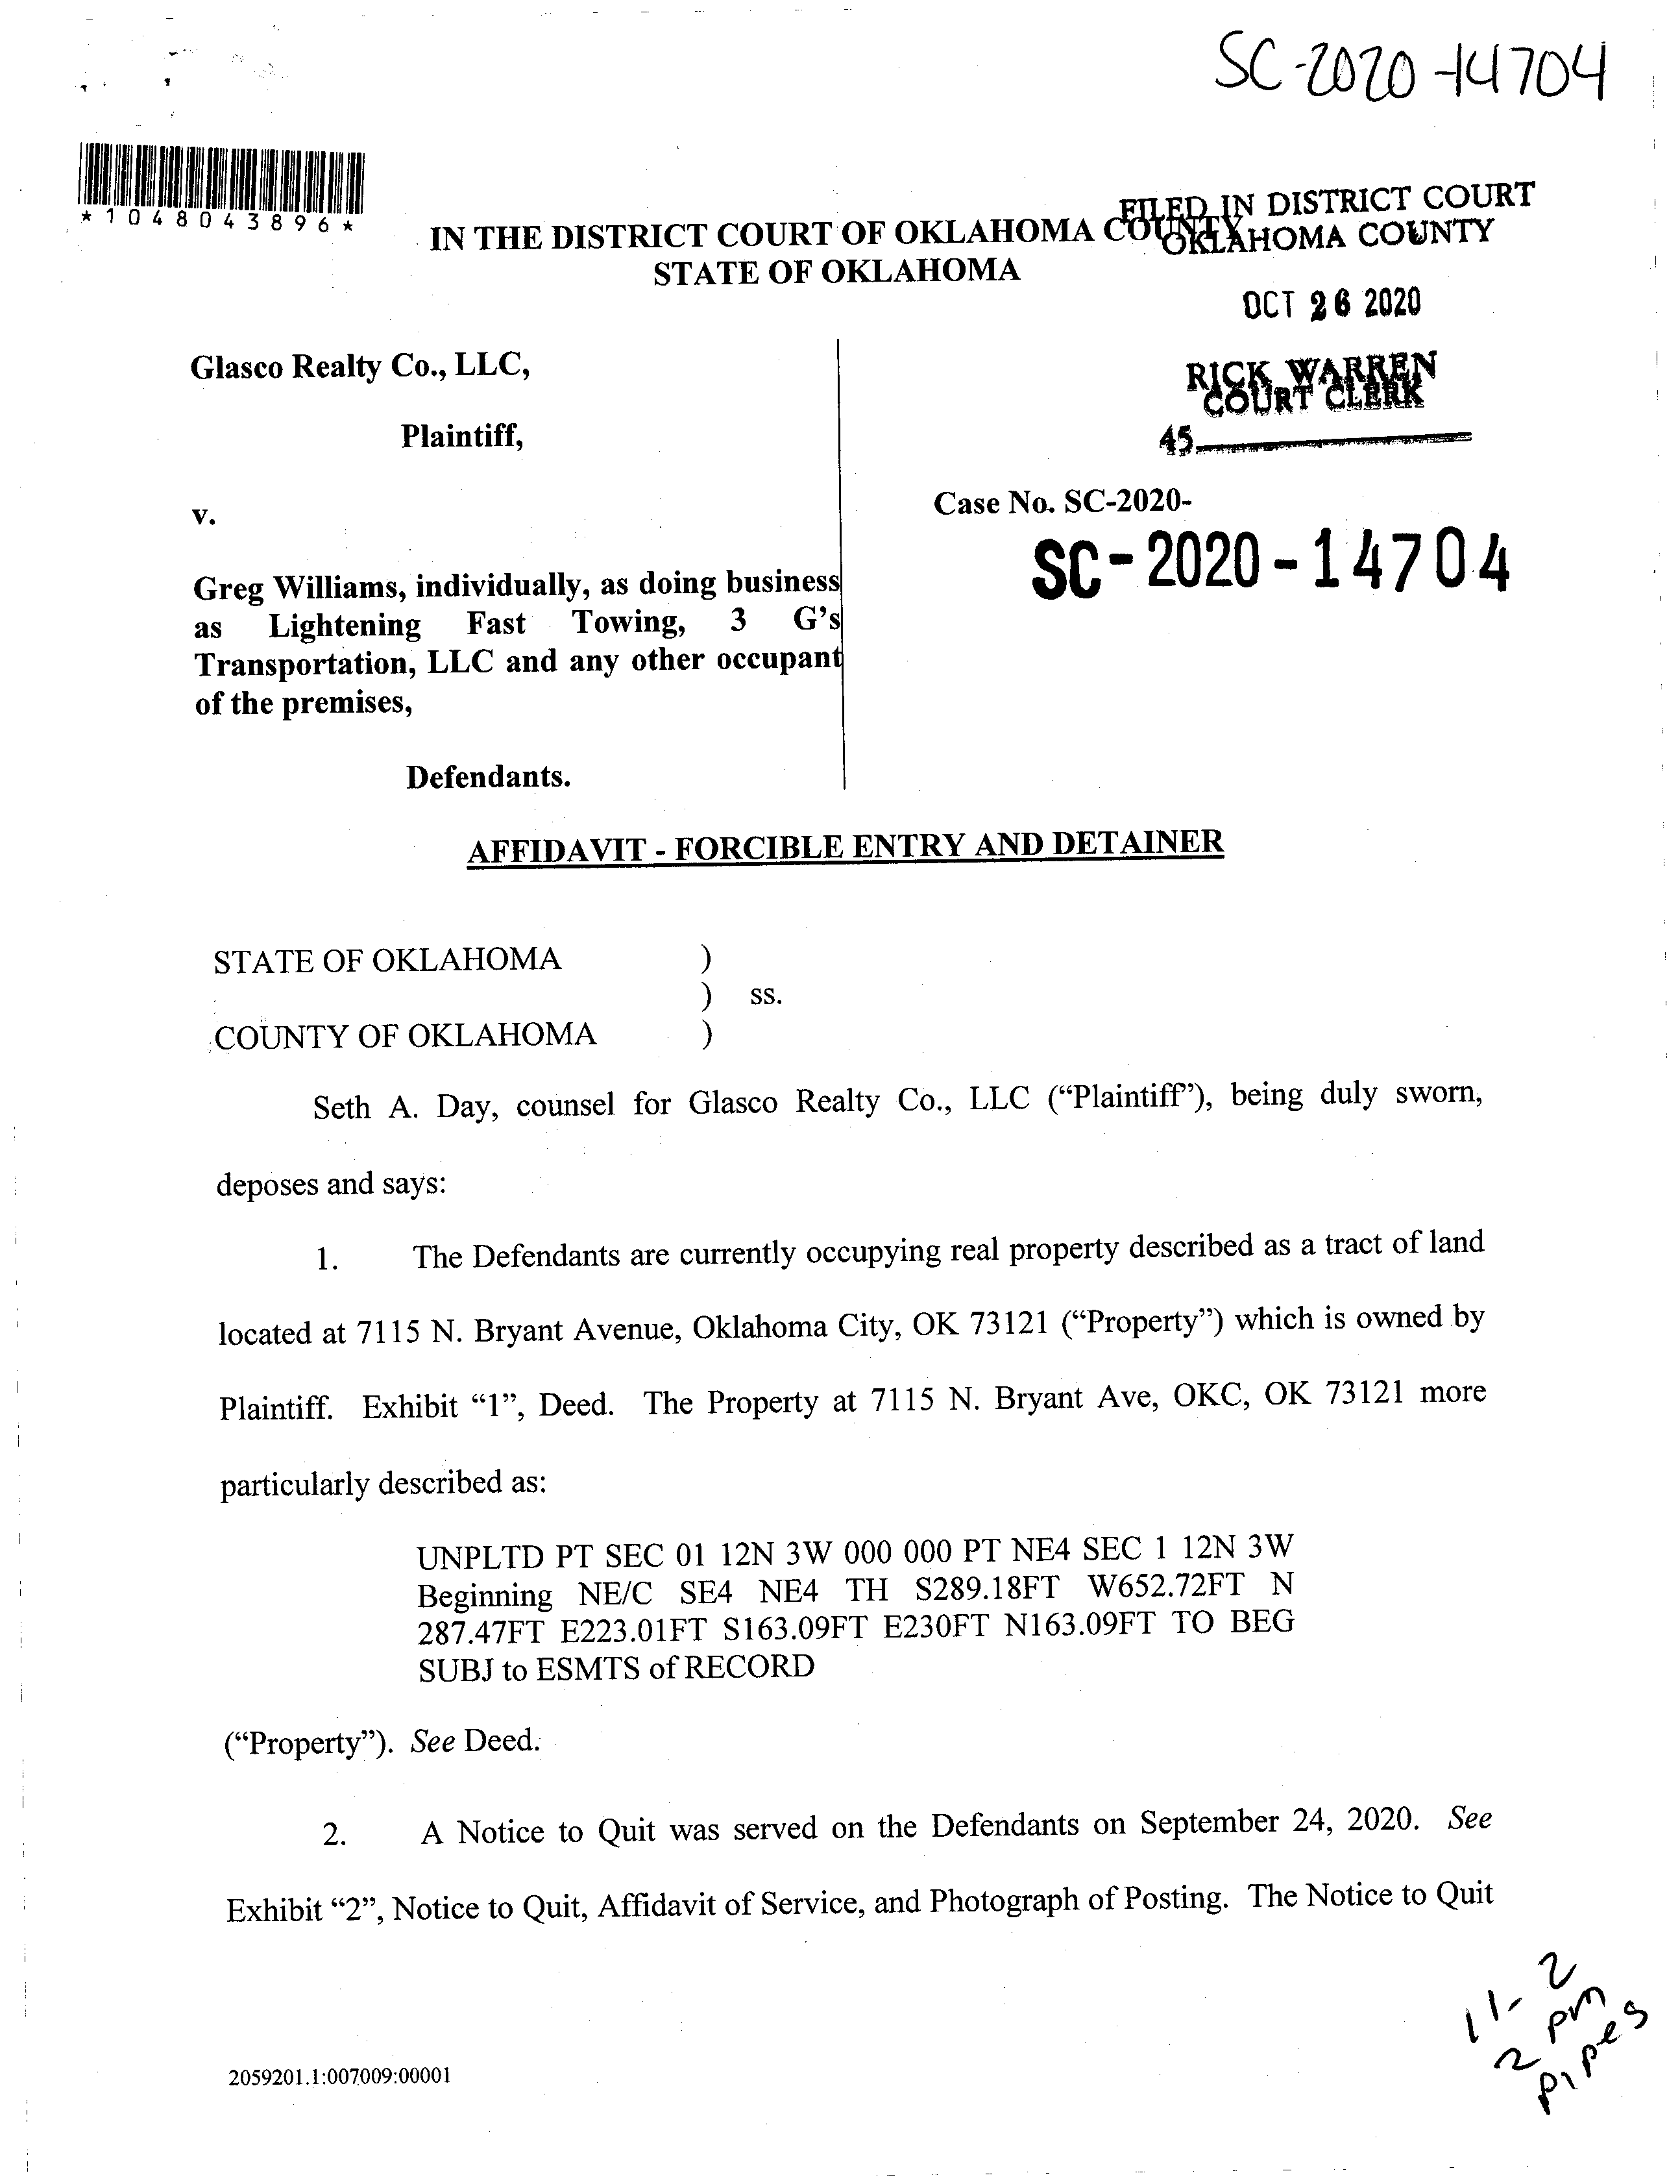 SC-2020-14704
*1048043896*
FILED IN DISTRICT COURT
OKLAHOMA COUNTY
IN THE DISTRICT COURT OF OKLAHOMA COUNTY
STATE OF OKLAHOMA
OCT 26 2020
RICK WARREN
COURT CLERK
45
Glasco Realty Co., LLC,
Plaintiff,
v.
Greg Williams, individually, as doing business
as Lightening Fast Towing, 3 G’s
Transportation, LLC and any other occupant
of the premises,
Defendants.
Case No. SC-2020-
SC-2020-14704
AFFIDAVIT - FORCIBLE ENTRY AND DETAINER
STATE OF OKLAHOMA )
) ss.
COUNTY OF OKLAHOMA )
Seth A. Day, counsel for Glasco Realty Co., LLC (“Plaintiff”), being duly sworn,
deposes and says:
1. The Defendants are currently occupying real property described as a tract of land
located at 7115 N. Bryant Avenue, Oklahoma City, OK 73121 (“Property”) which is owned by
Plaintiff. Exhibit “1”, Deed. The Property at 7115 N. Bryant Ave, OKC, OK 73121 more
particularly described as:
UNPLTD PT SEC 01 12N 3W 000 000 PT NE4 SEC 1 12N 3W
Beginning NE/C SE4 NE4 TH S289.18FT W652.72FT N
287.47FT E223.01FT S163.09FT E230FT N163.09FT TO BEG
SUBJ to ESMTS of RECORD
(“Property”). See Deed.
2. A Notice to Quit was served on the Defendants on September 24, 2020. See
Exhibit “2”, Notice to Quit, Affidavit of Service, and Photograph of Posting. The Notice to Quit
11-2
2 pm
pipes
2059201.1:007009:00001